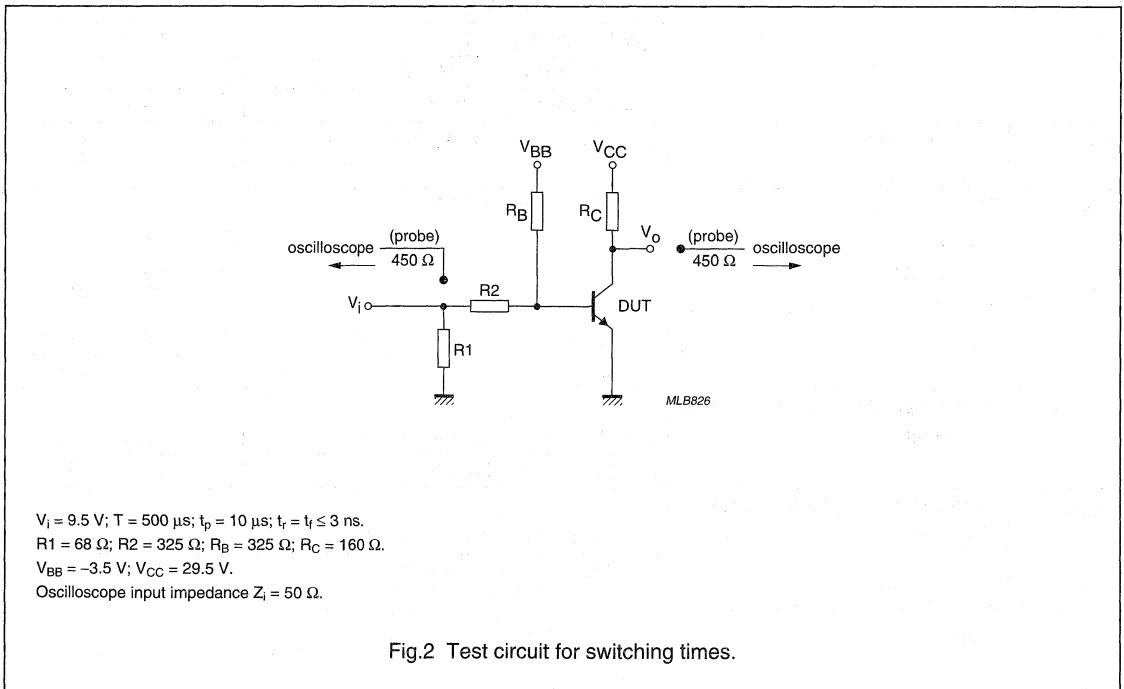 V_BB V_CC
R_B R_C
V_o
(probe) (probe)
oscilloscope oscilloscope
450 Ω 450 Ω
R2
V_i DUT
R1
MLB826
V_i = 9.5 V; T = 500 µs; t_p = 10 µs; t_r = t_f ≤ 3 ns.
R1 = 68 Ω; R2 = 325 Ω; R_B = 325 Ω; R_C = 160 Ω.
V_BB = −3.5 V; V_CC = 29.5 V.
Oscilloscope input impedance Z_i = 50 Ω.
Fig.2 Test circuit for switching times.